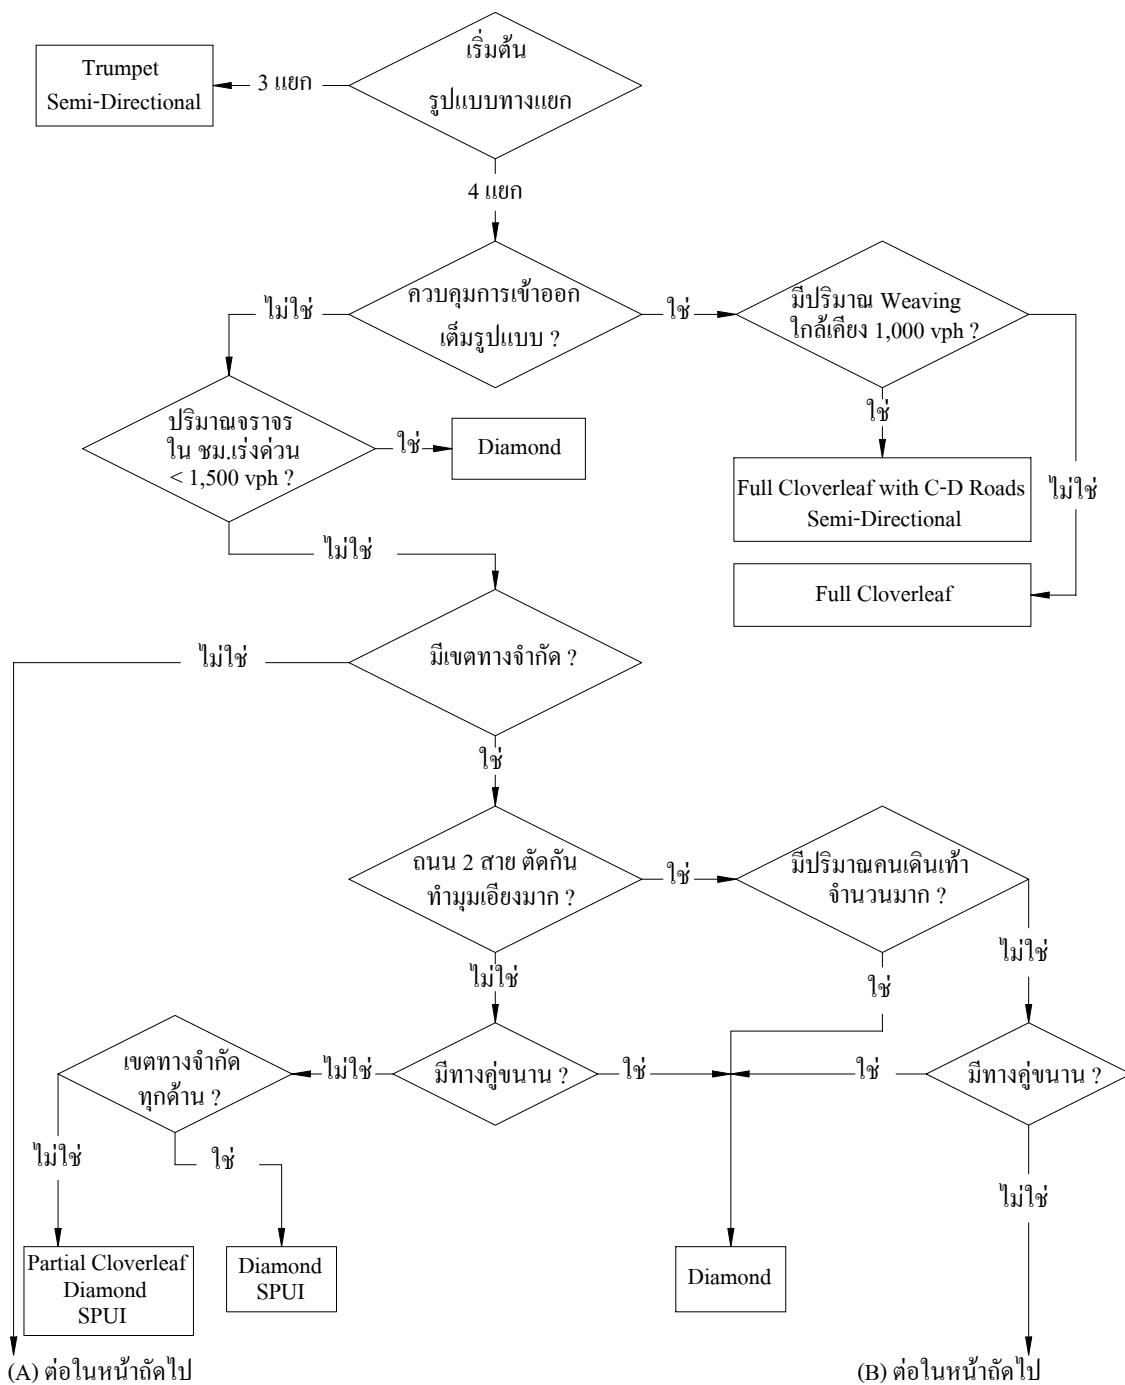 เริ่มต้น
รูปแบบทางแยก
3 แยก
Trumpet
Semi-Directional
4 แยก
ควบคุมการเข้าออก
เต็มรูปแบบ ?
ไม่ใช่
ใช่
มีปริมาณ Weaving
ใกล้เคียง 1,000 vph ?
ใช่
ไม่ใช่
Full Cloverleaf with C-D Roads
Semi-Directional
Full Cloverleaf
ปริมาณจราจร
ใน ชม.เร่งด่วน
< 1,500 vph ?
ใช่
Diamond
ไม่ใช่
มีเขตทางจำกัด ?
ไม่ใช่
ใช่
ถนน 2 สาย ตัดกัน
ทำมุมเอียงมาก ?
ใช่
มีปริมาณคนเดินเท้า
จำนวนมาก ?
ไม่ใช่
ใช่
ไม่ใช่
เขตทางจำกัด
ทุกด้าน ?
ไม่ใช่
มีทางคู่ขนาน ?
ใช่
ใช่
มีทางคู่ขนาน ?
ไม่ใช่
ใช่
ไม่ใช่
Partial Cloverleaf
Diamond
SPUI
Diamond
SPUI
Diamond
(A) ต่อในหน้าถัดไป
(B) ต่อในหน้าถัดไป